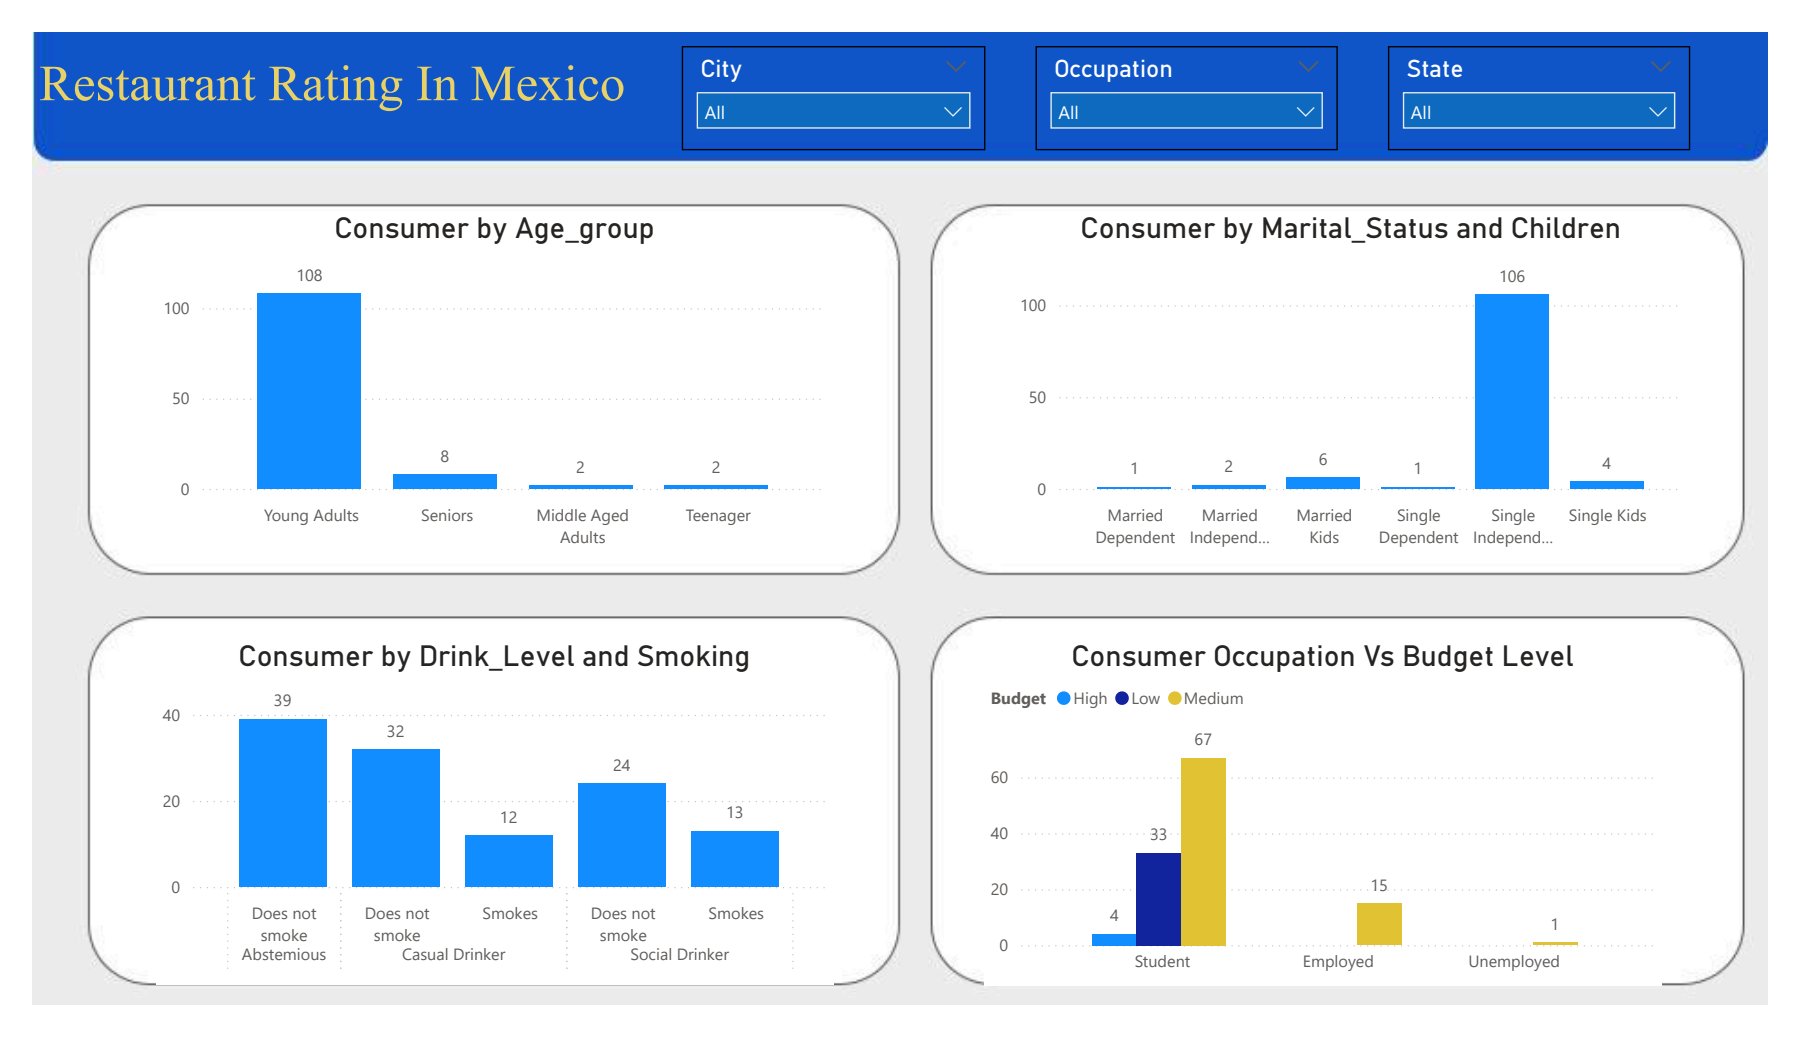 Restaurant Rating In Mexico
City
All
Occupation
All
State
All
Consumer by Age_group
108
100
50
8
2
2
0
Young Adults
Seniors
Middle Aged
Adults
Teenager
Consumer by Marital_Status and Children
106
100
50
1
2
6
1
4
0
Married
Dependent
Married
Independ...
Married
Kids
Single
Dependent
Single
Independ...
Single Kids
Consumer by Drink_Level and Smoking
39
40
32
24
20
12
13
0
Does not
smoke
Does not
smoke
Smokes
Does not
smoke
Smokes
Abstemious
Casual Drinker
Social Drinker
Consumer Occupation Vs Budget Level
Budget High Low Medium
67
60
40
33
20
15
4
1
0
Student
Employed
Unemployed